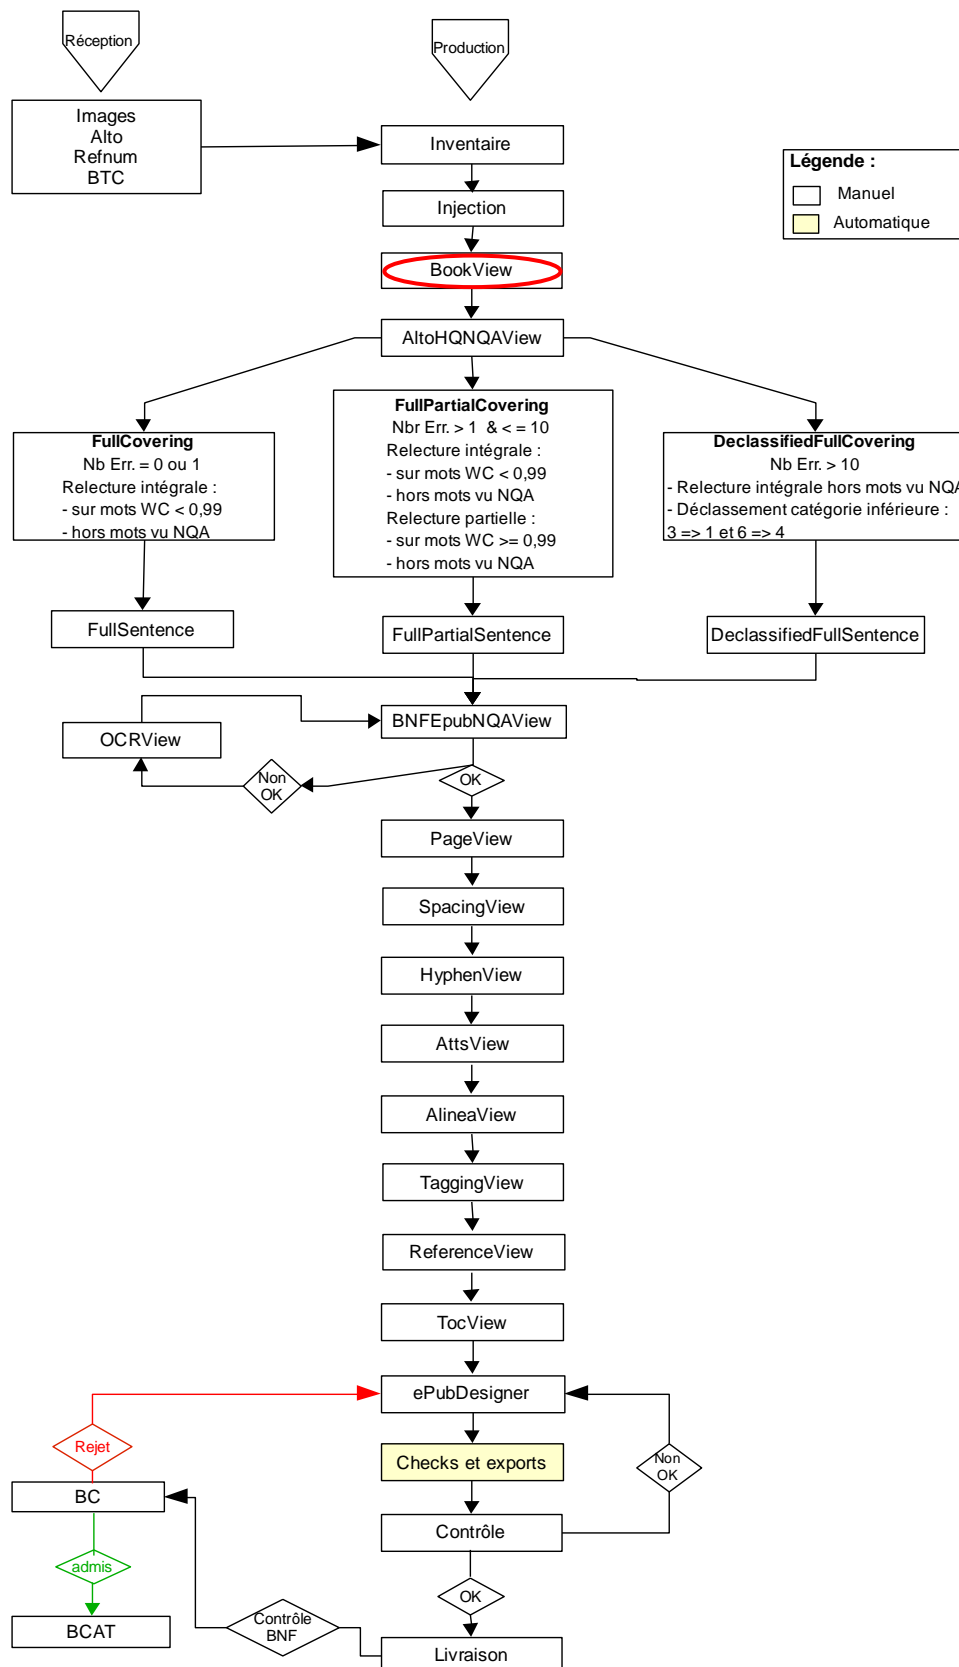 Réception
Production
Images
Alto
Refnum
BTC
Inventaire
Légende :
Manuel
Automatique
Injection
BookView
AltoHQNQAView
FullCovering
Nb Err. = 0 ou 1
Relecture intégrale :
- sur mots WC < 0,99
- hors mots vu NQA
FullPartialCovering
Nbr Err. > 1 & < = 10
Relecture intégrale :
- sur mots WC < 0,99
- hors mots vu NQA
Relecture partielle :
- sur mots WC >= 0,99
- hors mots vu NQA
DeclassifiedFullCovering
Nb Err. > 10
- Relecture intégrale hors mots vu NQA
- Déclassement catégorie inférieure :
3 => 1 et 6 => 4
FullSentence
FullPartialSentence
DeclassifiedFullSentence
BNFEpubNQAView
OCRView
Non
OK
OK
PageView
SpacingView
HyphenView
AttsView
AlineaView
TaggingView
ReferenceView
TocView
ePubDesigner
Rejet
Checks et exports
Non
OK
BC
Contrôle
admis
OK
BCAT
Contrôle
BNF
Livraison